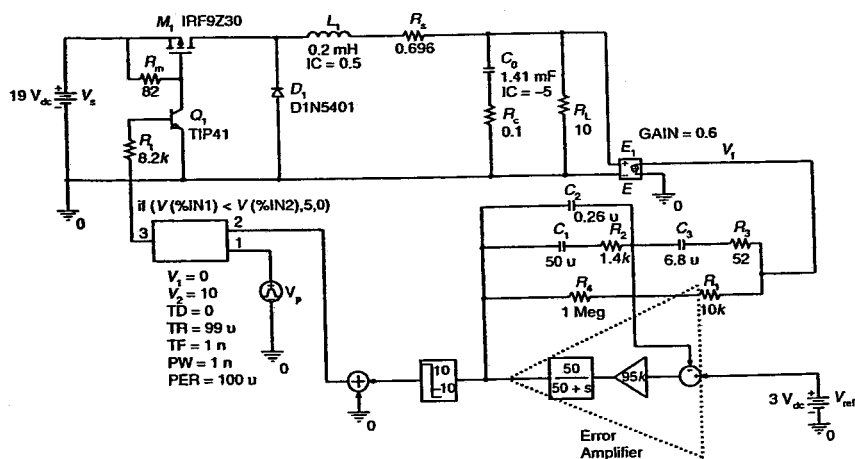 M1 IRF9Z30
L1
0.2 mH
IC = 0.5
Rs
0.696
Rm
82
19 Vdc
Vs
Q1
TIP41
D1
D1N5401
C0
1.41 mF
IC = –5
Rc
0.1
RL
10
GAIN = 0.6
E1
E
Vf
0
Rt
8.2k
0
if (V(%IN1) < V(%IN2),5,0)
3
2
1
V1 = 0
V2 = 10
TD = 0
TR = 99 u
TF = 1 n
PW = 1 n
PER = 100 u
Vp
0
C2
0.26 u
C1
50 u
R2
1.4k
C3
6.8 u
R3
52
R4
1 Meg
R1
10k
10
–10
50
50 + s
95k
Error
Amplifier
3 Vdc
Vref
0
0